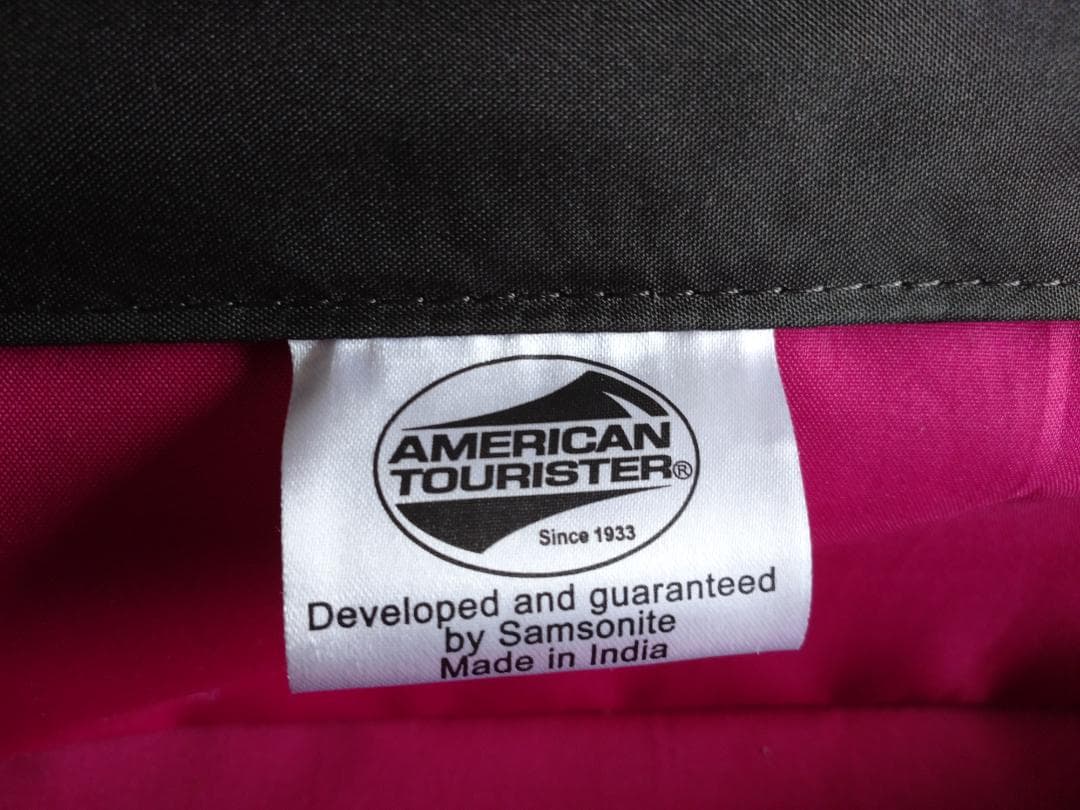 AMERICAN
TOURISTER®
Since 1933
Developed and guaranteed
by Samsonite
Made in India